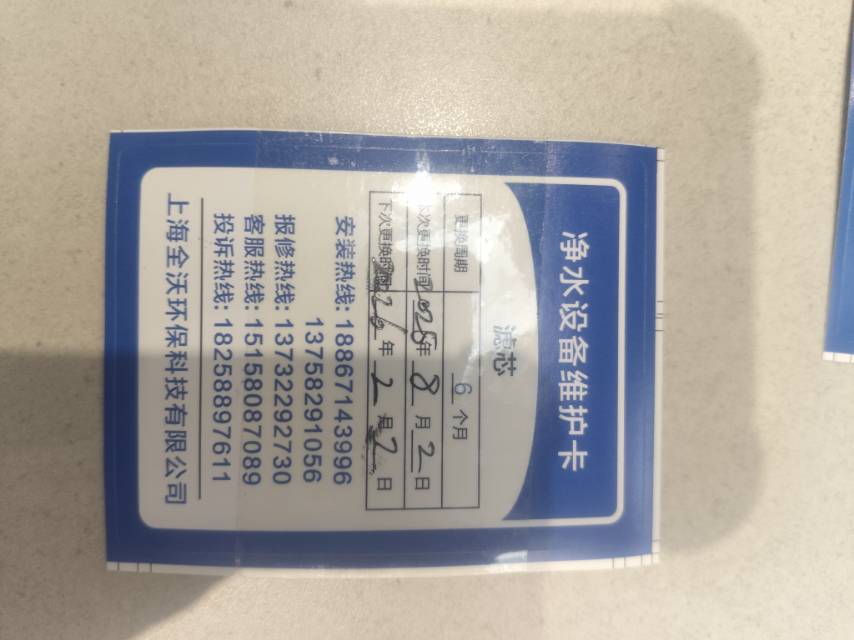 净水设备维护卡
滤芯
更换周期 6 个月
本次更换时间 2025 年 8 月 2 日
下次更换时间 2026 年 2 月 2 日
安装热线: 18867143996
13758291056
报修热线: 13732292730
客服热线: 15158087089
投诉热线: 18258897611
上海全沃环保科技有限公司